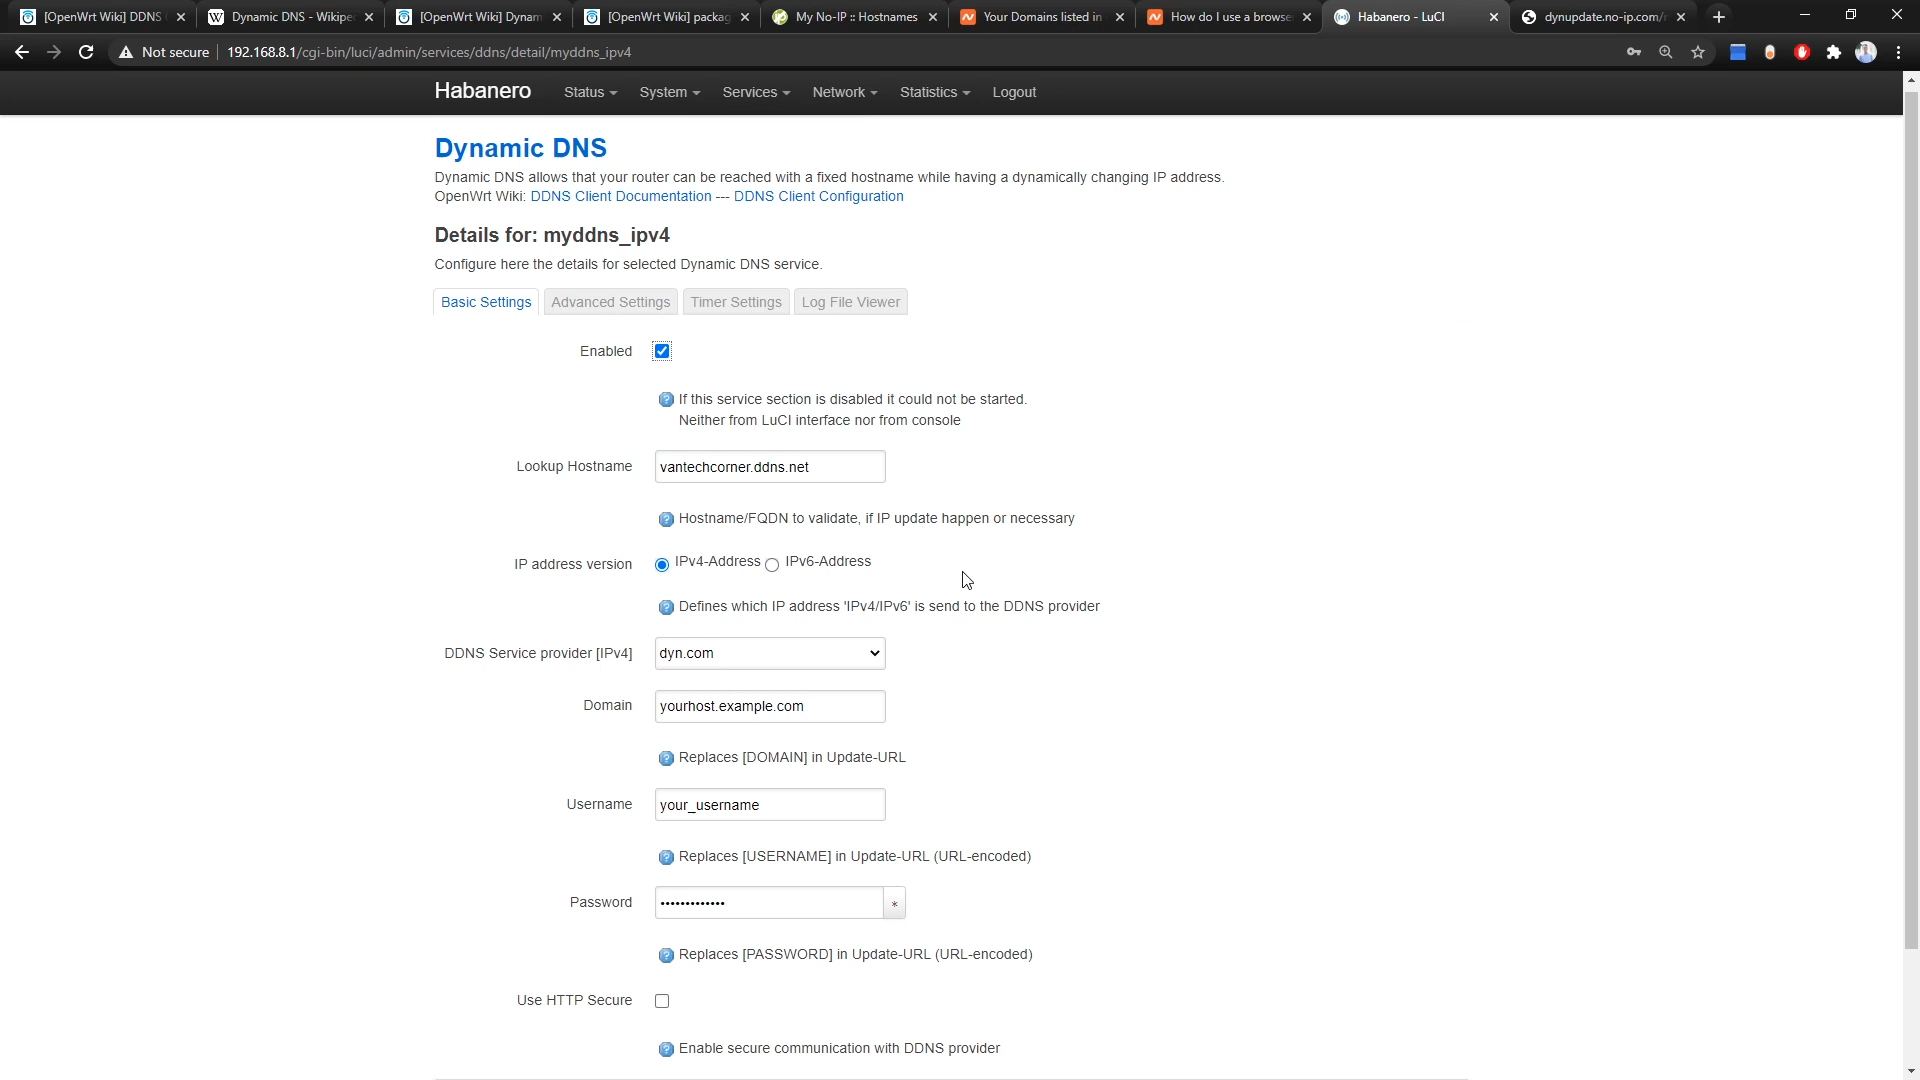 [OpenWrt Wiki] DDNS
Dynamic DNS - Wikipe
[OpenWrt Wiki] Dynam
[OpenWrt Wiki] packag
My No-IP :: Hostnames
Your Domains listed in
How do I use a browse
Habanero - LuCI
dynupdate.no-ip.com/
Not secure
192.168.8.1/cgi-bin/luci/admin/services/ddns/detail/myddns_ipv4
Habanero Status System Services Network Statistics Logout
Dynamic DNS
Dynamic DNS allows that your router can be reached with a fixed hostname while having a dynamically changing IP address.
OpenWrt Wiki: DDNS Client Documentation --- DDNS Client Configuration
Details for: myddns_ipv4
Configure here the details for selected Dynamic DNS service.
Basic Settings Advanced Settings Timer Settings Log File Viewer
Enabled
If this service section is disabled it could not be started.
Neither from LuCI interface nor from console
Lookup Hostname vantechcorner.ddns.net
Hostname/FQDN to validate, if IP update happen or necessary
IP address version IPv4-Address IPv6-Address
Defines which IP address 'IPv4/IPv6' is send to the DDNS provider
DDNS Service provider [IPv4] dyn.com
Domain yourhost.example.com
Replaces [DOMAIN] in Update-URL
Username your_username
Replaces [USERNAME] in Update-URL (URL-encoded)
Password ••••••••••••• *
Replaces [PASSWORD] in Update-URL (URL-encoded)
Use HTTP Secure
Enable secure communication with DDNS provider